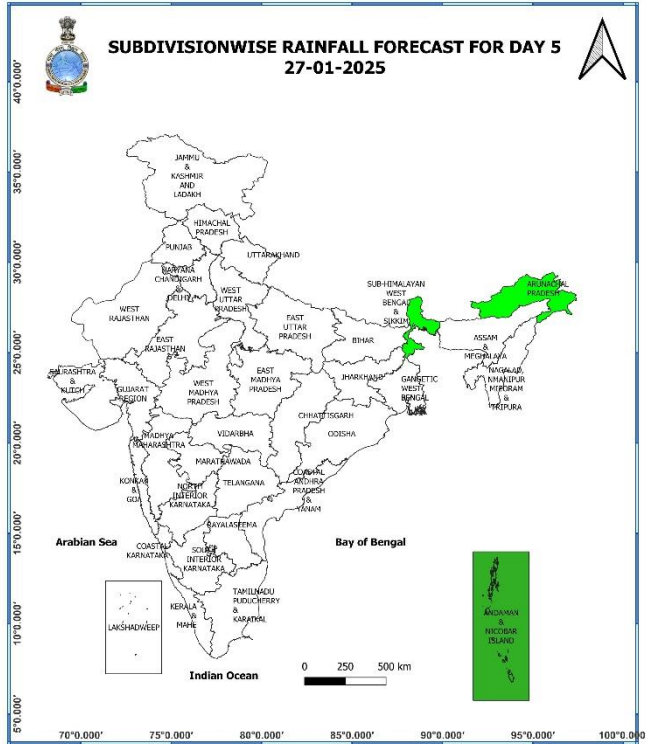 SUBDIVISIONWISE RAINFALL FORECAST FOR DAY 5
27-01-2025
40°0.000'
35°0.000'
30°0.000'
25°0.000'
20°0.000'
15°0.000'
10°0.000'
5°0.000'
JAMMU
&
KASHMIR
AND
LADAKH
HIMACHAL
PRADESH
PUNJAB
UTTARAKHAND
HARYANA
CHANDIGARH
&
DELHI
WEST
UTTAR
PRADESH
WEST
RAJASTHAN
EAST
RAJASTHAN
EAST
UTTAR
PRADESH
SUB-HIMALAYAN
WEST
BENGAL
&
SIKKIM
ARUNACHAL
PRADESH
BIHAR
ASSAM
&
MEGHALAYA
NAGALAD
NMANIPUR
MIZORAM
&
TRIPURA
SAURASHTRA
&
KUTCH
GUJARAT
REGION
WEST
MADHYA
PRADESH
EAST
MADHYA
PRADESH
JHARKHAND
GANGETIC
WEST
BENGAL
CHHATISGARH
ODISHA
MADHYA
MAHARASHTRA
VIDARBHA
MARATHAWADA
TELANGANA
KONKAN
&
GOA
NORTH
INTERIOR
KARNATAKA
COASTAL
ANDHRA
PRADESH
&
YANAM
RAYALASEEMA
Arabian Sea
Bay of Bengal
COASTAL
KARNATAKA
SOUTH
INTERIOR
KARNATAKA
LAKSHADWEEP
KERALA
&
MAHE
TAMILNADU
PUDUCHERRY
&
KARAIKAL
ANDAMAN
&
NICOBAR
ISLAND
Indian Ocean
0 250 500 km
70°0.000' 75°0.000' 80°0.000' 85°0.000' 90°0.000' 95°0.000' 100°0.000'